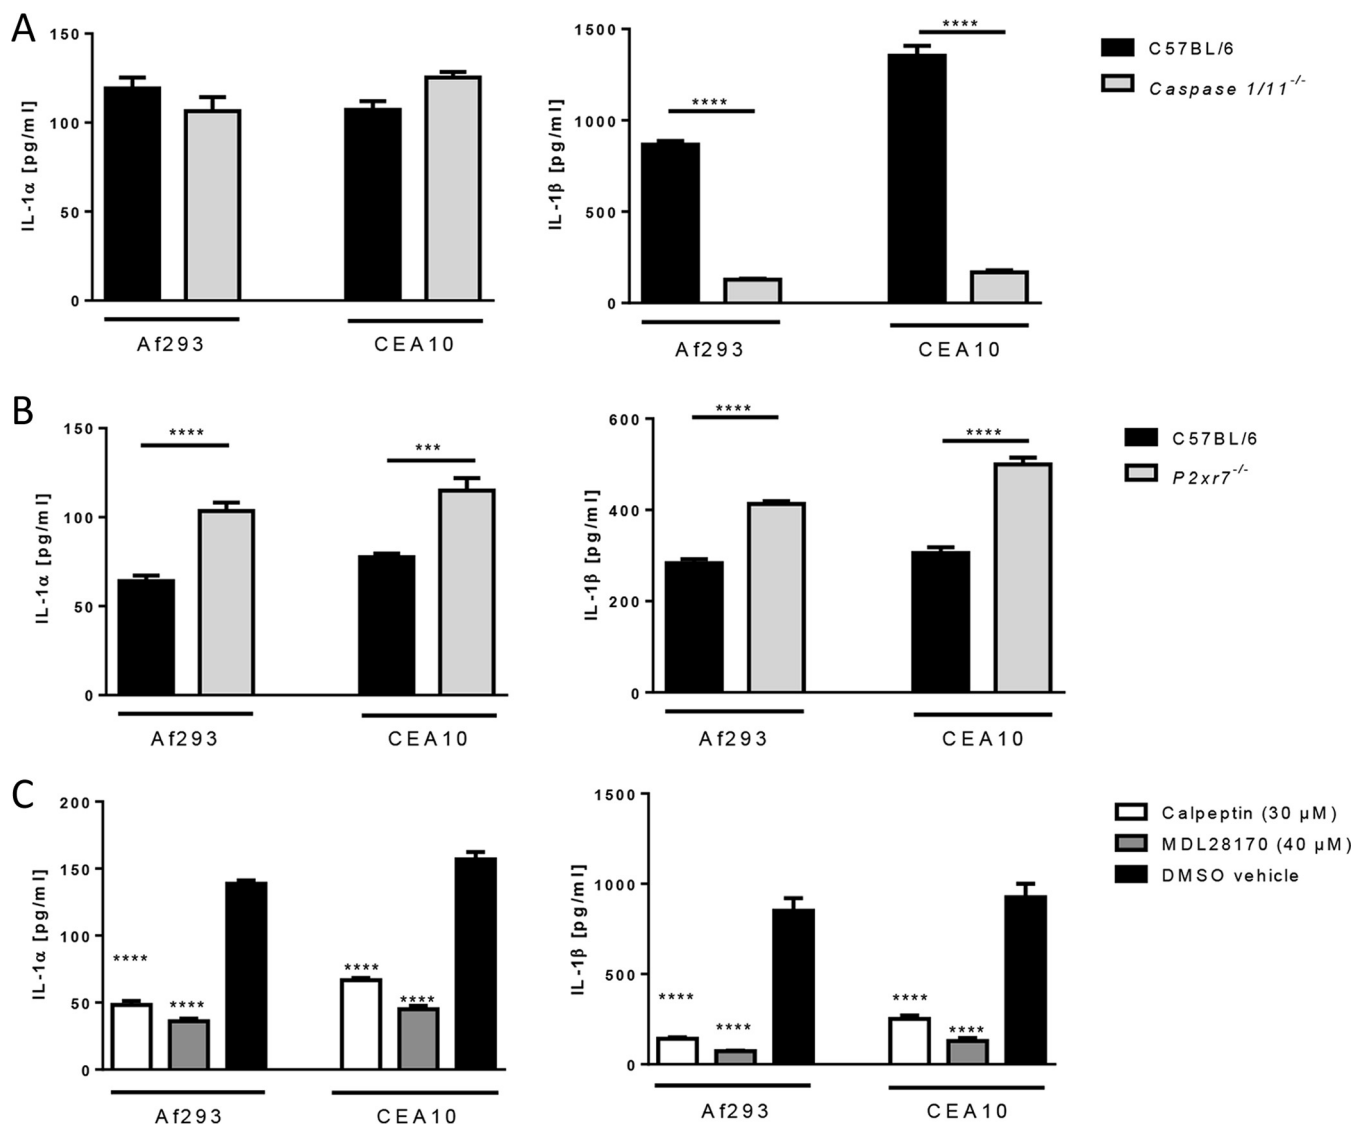 A
IL-1α [pg/ml]
150
100
50
0
Af293
CEA10
IL-1β [pg/ml]
1500
1000
500
0
****
****
Af293
CEA10
C57BL/6
Caspase 1/11-/-
B
IL-1α [pg/ml]
150
100
50
0
****
***
Af293
CEA10
IL-1β [pg/ml]
600
400
200
0
****
****
Af293
CEA10
C57BL/6
P2xr7-/-
C
IL-1α [pg/ml]
200
150
100
50
0
****
****
****
****
Af293
CEA10
IL-1β [pg/ml]
1500
1000
500
0
****
****
****
****
Af293
CEA10
Calpeptin (30 µM)
MDL28170 (40 µM)
DMSO vehicle